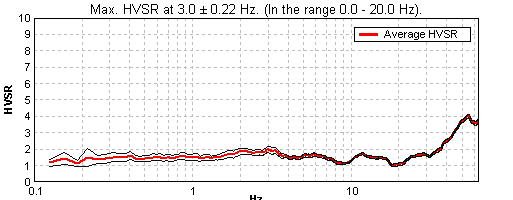 Max. HVSR at 3.0 ± 0.22 Hz. (In the range 0.0 - 20.0 Hz).
10
9
8
7
6
5
4
3
2
1
0
HVSR
Average HVSR
0.1 1 10
Hz